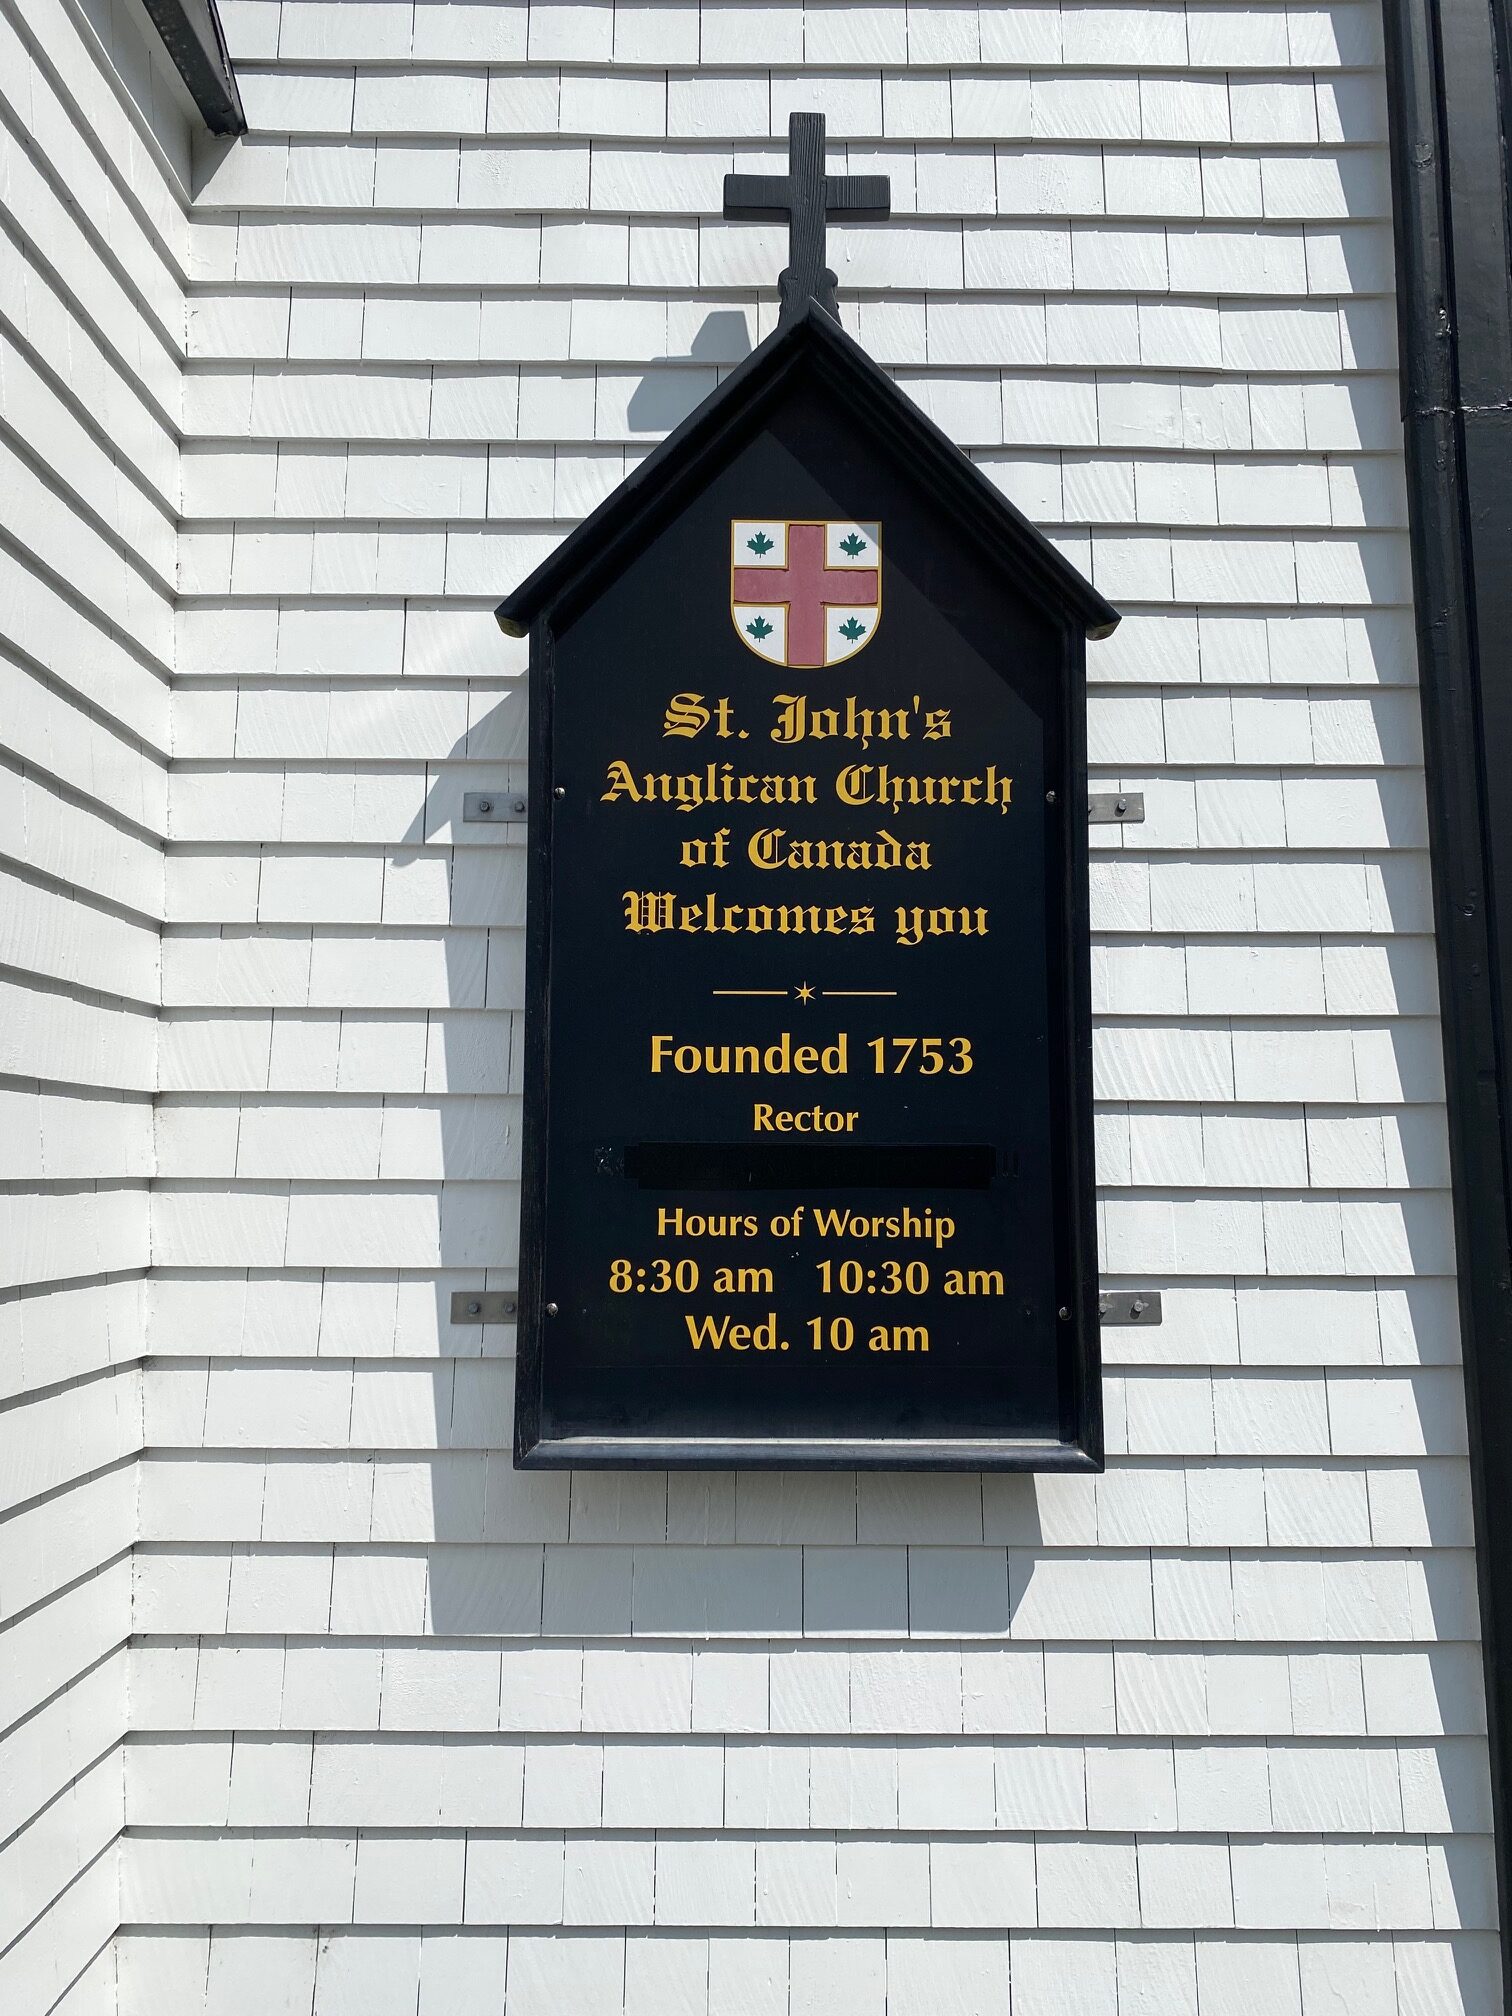 St. John's
Anglican Church
of Canada
Welcomes you
Founded 1753
Rector
Hours of Worship
8:30 am 10:30 am
Wed. 10 am